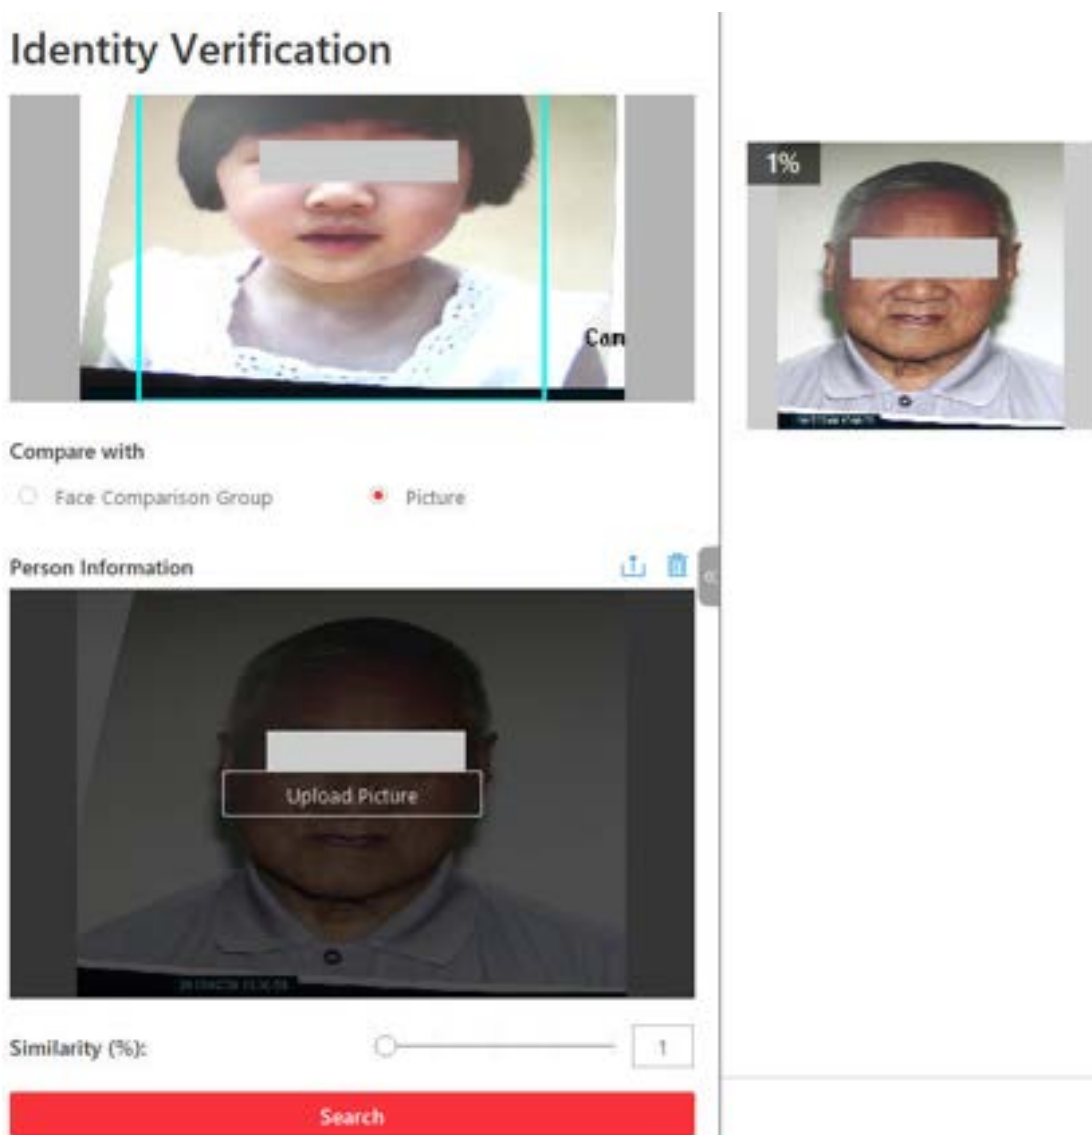 Identity Verification
1%
Can
Compare with
Face Comparison Group
Picture
Person Information
Upload Picture
Similarity (%):
1
Search